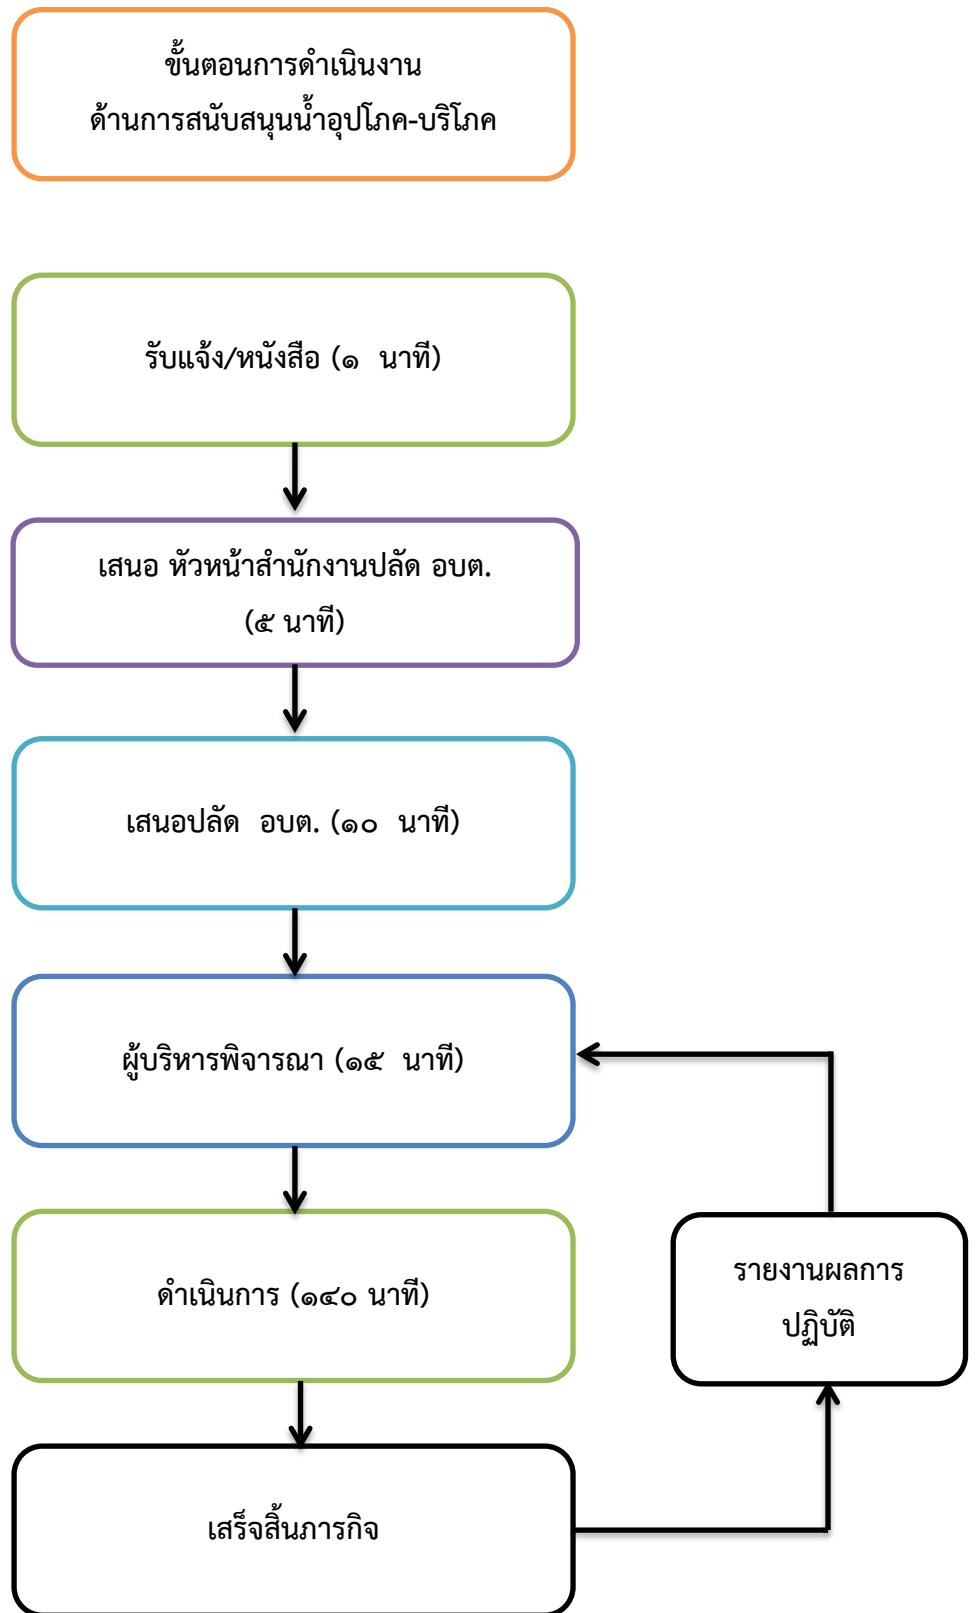 ขั้นตอนการดำเนินงาน
ด้านการสนับสนุนน้ำอุปโภค-บริโภค
รับแจ้ง/หนังสือ (๑ นาที)
เสนอ หัวหน้าสำนักงานปลัด อบต.
(๕ นาที)
เสนอปลัด อบต. (๑๐ นาที)
ผู้บริหารพิจารณา (๑๕ นาที)
ดำเนินการ (๑๔๐ นาที)
รายงานผลการ
ปฏิบัติ
เสร็จสิ้นภารกิจ